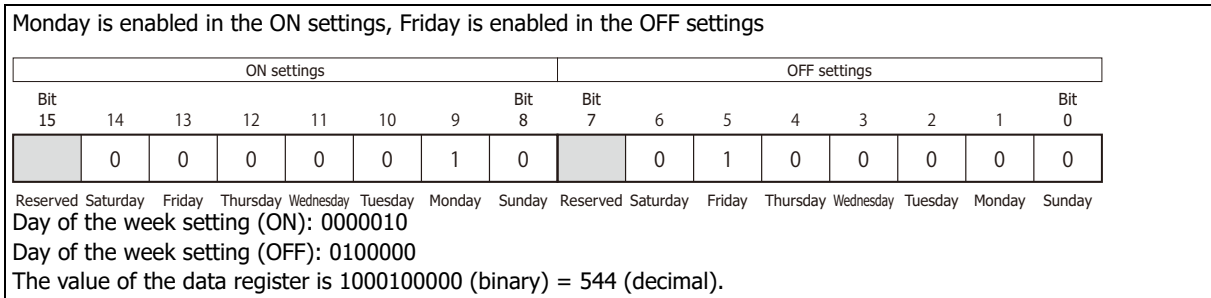 Monday is enabled in the ON settings, Friday is enabled in the OFF settings
ON settings OFF settings
Bit Bit Bit Bit
15 14 13 12 11 10 9 8 7 6 5 4 3 2 1 0
0 0 0 0 0 1 0 0 1 0 0 0 0 0
Reserved Saturday Friday Thursday Wednesday Tuesday Monday Sunday Reserved Saturday Friday Thursday Wednesday Tuesday Monday Sunday
Day of the week setting (ON): 0000010
Day of the week setting (OFF): 0100000
The value of the data register is 1000100000 (binary) = 544 (decimal).